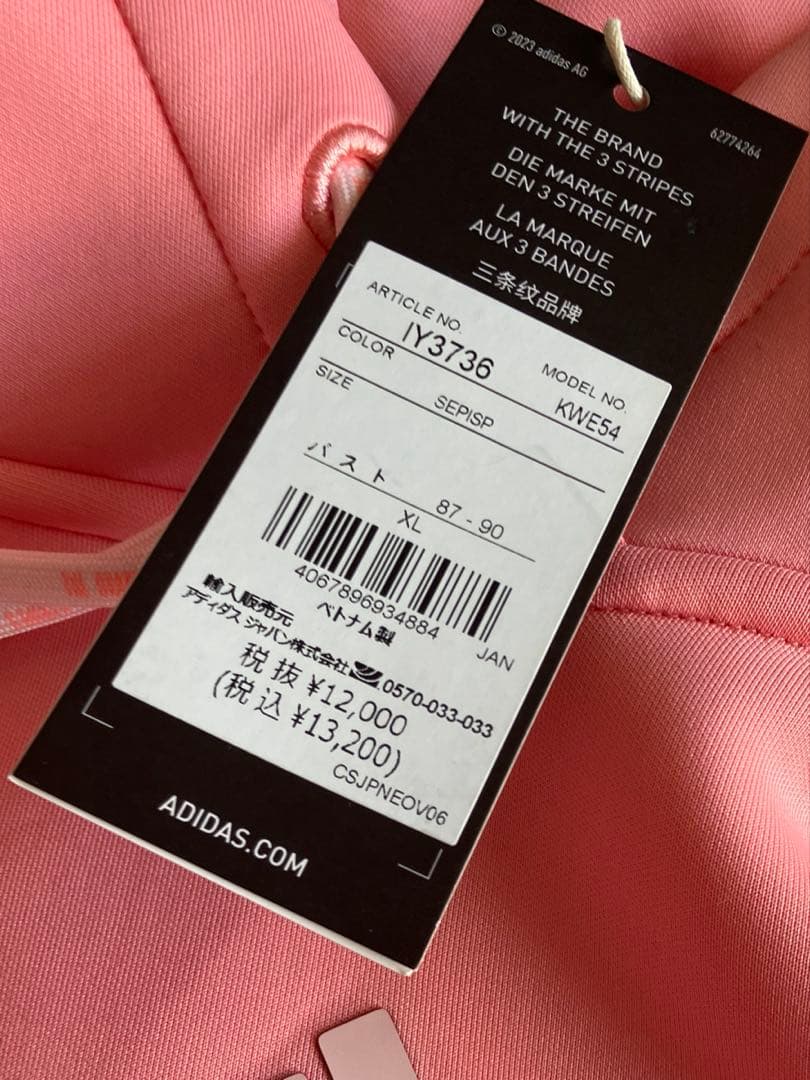 © 2023 adidas AG
62774264
THE BRAND
WITH THE 3 STRIPES
DIE MARKE MIT
DEN 3 STREIFEN
LA MARQUE
AUX 3 BANDES
三条纹品牌
ARTICLE NO.
IY3736
MODEL NO.
KWE54
COLOR
SEPISP
SIZE
バスト 87 - 90
XL
4067896934884
JAN
ベトナム製
輸入販売元
アディダス ジャパン株式会社 0570-033-033
税抜 ¥12,000
(税込 ¥13,200)
CSJPNEOV06
ADIDAS.COM